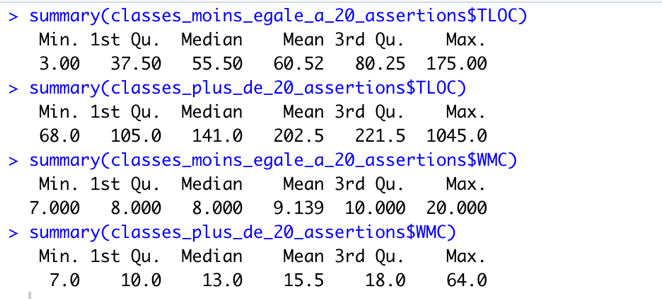 > summary(classes_moins_egale_a_20_assertions$TLOC)
Min. 1st Qu. Median Mean 3rd Qu. Max.
3.00 37.50 55.50 60.52 80.25 175.00
> summary(classes_plus_de_20_assertions$TLOC)
Min. 1st Qu. Median Mean 3rd Qu. Max.
68.0 105.0 141.0 202.5 221.5 1045.0
> summary(classes_moins_egale_a_20_assertions$WMC)
Min. 1st Qu. Median Mean 3rd Qu. Max.
7.000 8.000 8.000 9.139 10.000 20.000
> summary(classes_plus_de_20_assertions$WMC)
Min. 1st Qu. Median Mean 3rd Qu. Max.
7.0 10.0 13.0 15.5 18.0 64.0